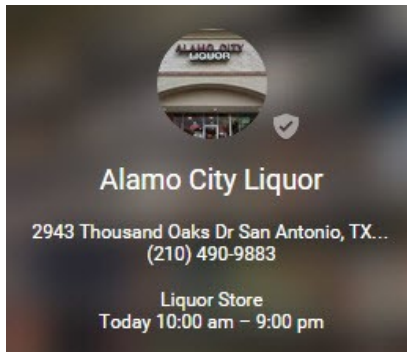 ALAMO CITY
LIQUOR
Alamo City Liquor
2943 Thousand Oaks Dr San Antonio, TX...
(210) 490-9883
Liquor Store
Today 10:00 am – 9:00 pm